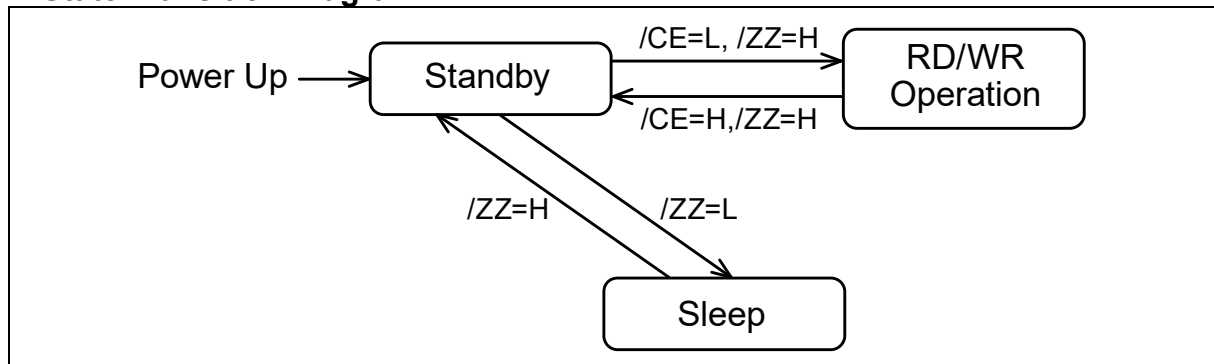 /CE=L, /ZZ=H
Power Up
Standby
RD/WR
Operation
/CE=H,/ZZ=H
/ZZ=H
/ZZ=L
Sleep